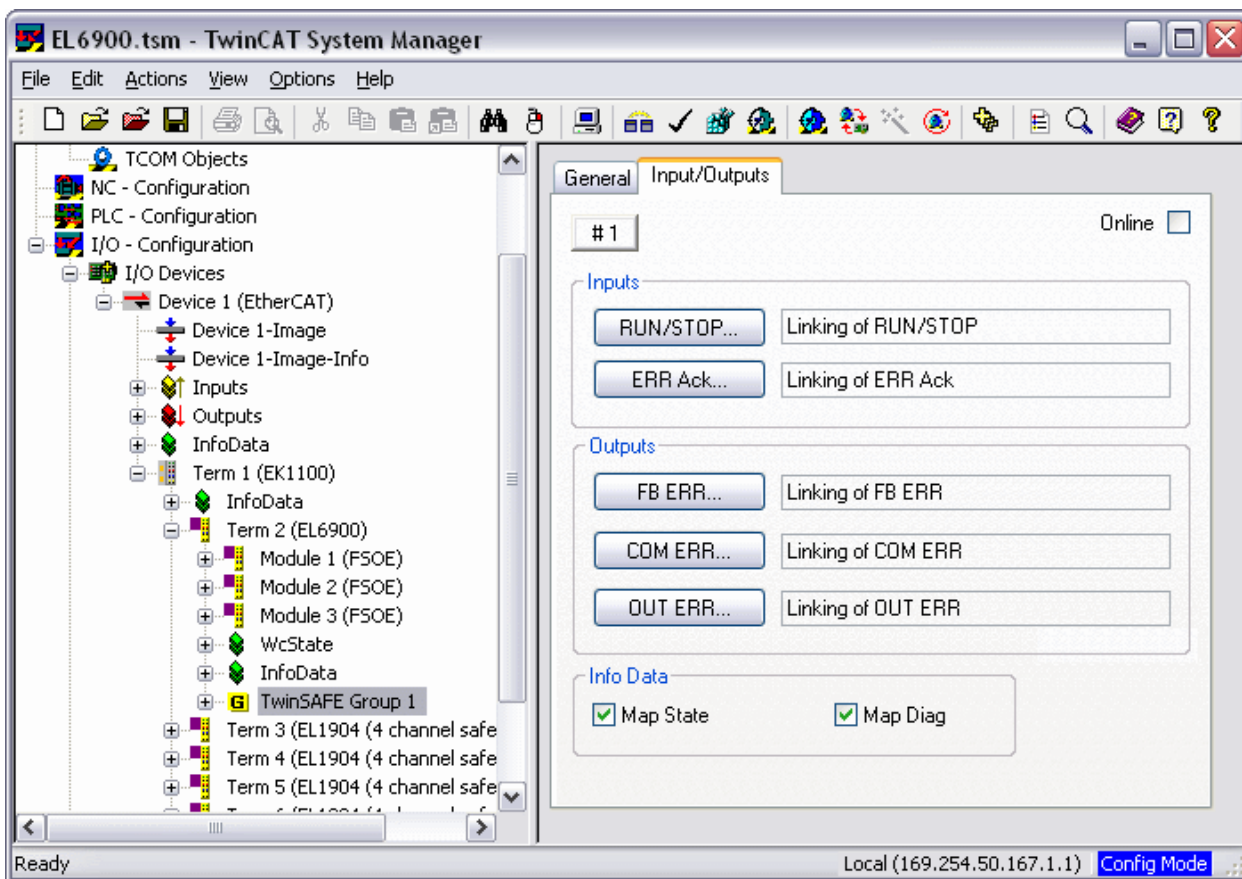 EL6900.tsm - TwinCAT System Manager
File Edit Actions View Options Help
TCOM Objects
NC - Configuration
PLC - Configuration
I/O - Configuration
I/O Devices
Device 1 (EtherCAT)
Device 1-Image
Device 1-Image-Info
Inputs
Outputs
InfoData
Term 1 (EK1100)
InfoData
Term 2 (EL6900)
Module 1 (FSOE)
Module 2 (FSOE)
Module 3 (FSOE)
WcState
InfoData
G TwinSAFE Group 1
Term 3 (EL1904 (4 channel safe
Term 4 (EL1904 (4 channel safe
Term 5 (EL1904 (4 channel safe
General Input/Outputs
#1 Online
Inputs
RUN/STOP... Linking of RUN/STOP
ERR Ack... Linking of ERR Ack
Outputs
FB ERR... Linking of FB ERR
COM ERR... Linking of COM ERR
OUT ERR... Linking of OUT ERR
Info Data
Map State Map Diag
Ready Local (169.254.50.167.1.1) Config Mode